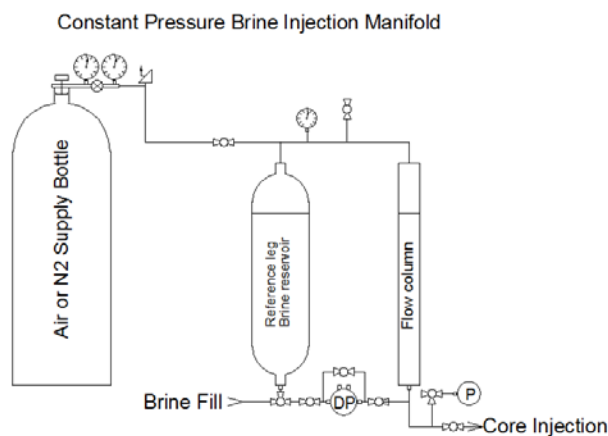 Constant Pressure Brine Injection Manifold
Air or N2 Supply Bottle
Reference leg
Brine reservoir
Flow column
Brine Fill
DP
P
Core Injection